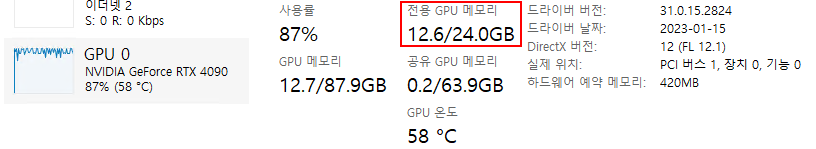 이더넷 2
S: 0 R: 0 Kbps
GPU 0
NVIDIA GeForce RTX 4090
87% (58 °C)
사용률
87%
전용 GPU 메모리
12.6/24.0GB
GPU 메모리
12.7/87.9GB
공유 GPU 메모리
0.2/63.9GB
GPU 온도
58 °C
드라이버 버전: 31.0.15.2824
드라이버 날짜: 2023-01-15
DirectX 버전: 12 (FL 12.1)
실제 위치: PCI 버스 1, 장치 0, 기능 0
하드웨어 예약 메모리: 420MB